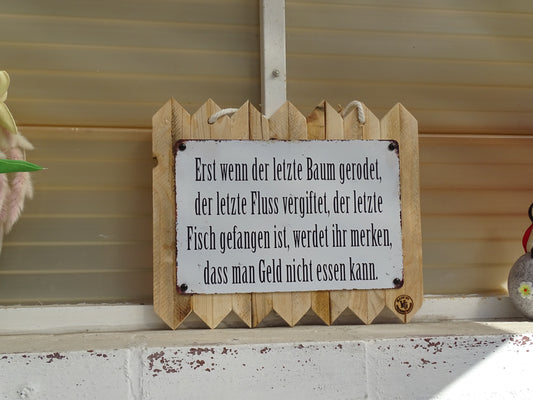 Erst wenn der letzte Baum gerodet,
der letzte Fluss vergiftet, der letzte
Fisch gefangen ist, werdet ihr merken,
dass man Geld nicht essen kann.